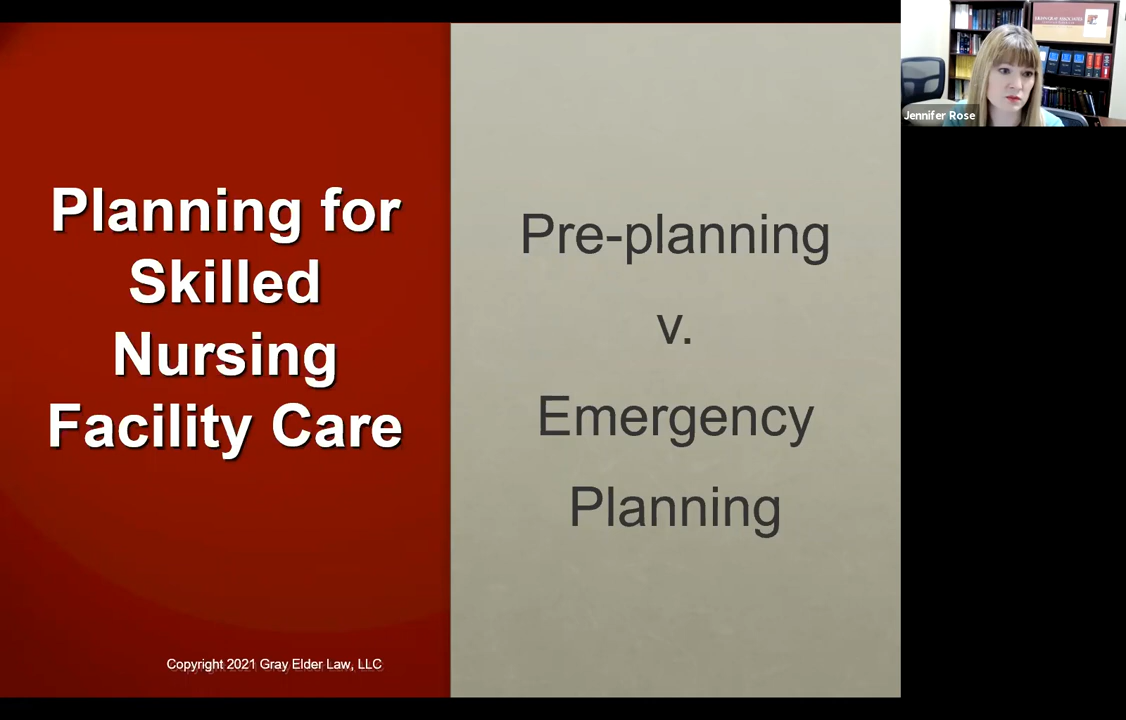 Planning for
Skilled
Nursing
Facility Care
Copyright 2021 Gray Elder Law, LLC
Pre-planning
v.
Emergency
Planning
Jennifer Rose